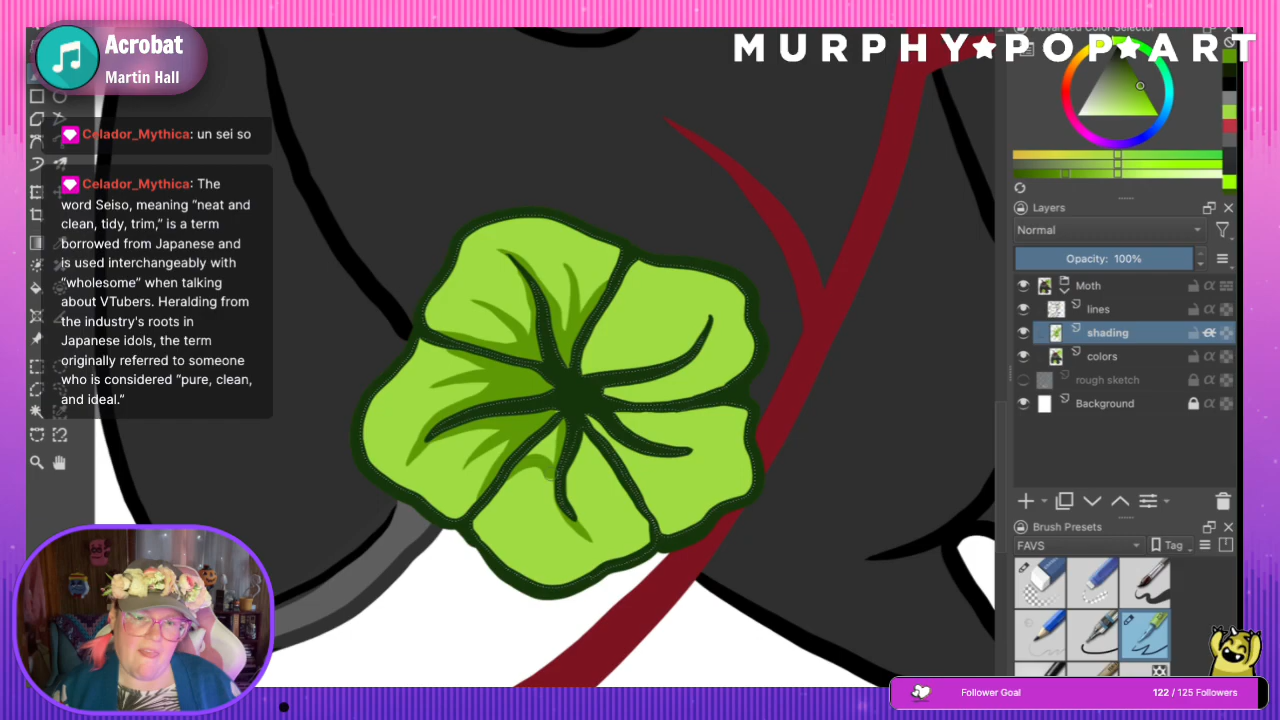 Acrobat
Martin Hall
MURPHY★POP★ART
Advanced Color Selector
Celador_Mythica: un sei so
Celador_Mythica: The
word Seiso, meaning “neat and
clean, tidy, trim,” is a term
borrowed from Japanese and
is used interchangeably with
“wholesome” when talking
about VTubers. Heralding from
the industry's roots in
Japanese idols, the term
originally referred to someone
who is considered “pure, clean,
and ideal.”
Layers
Normal
Opacity: 100%
Moth
lines
shading
colors
rough sketch
Background
Brush Presets
FAVS
Tag
Follower Goal
122 / 125 Followers